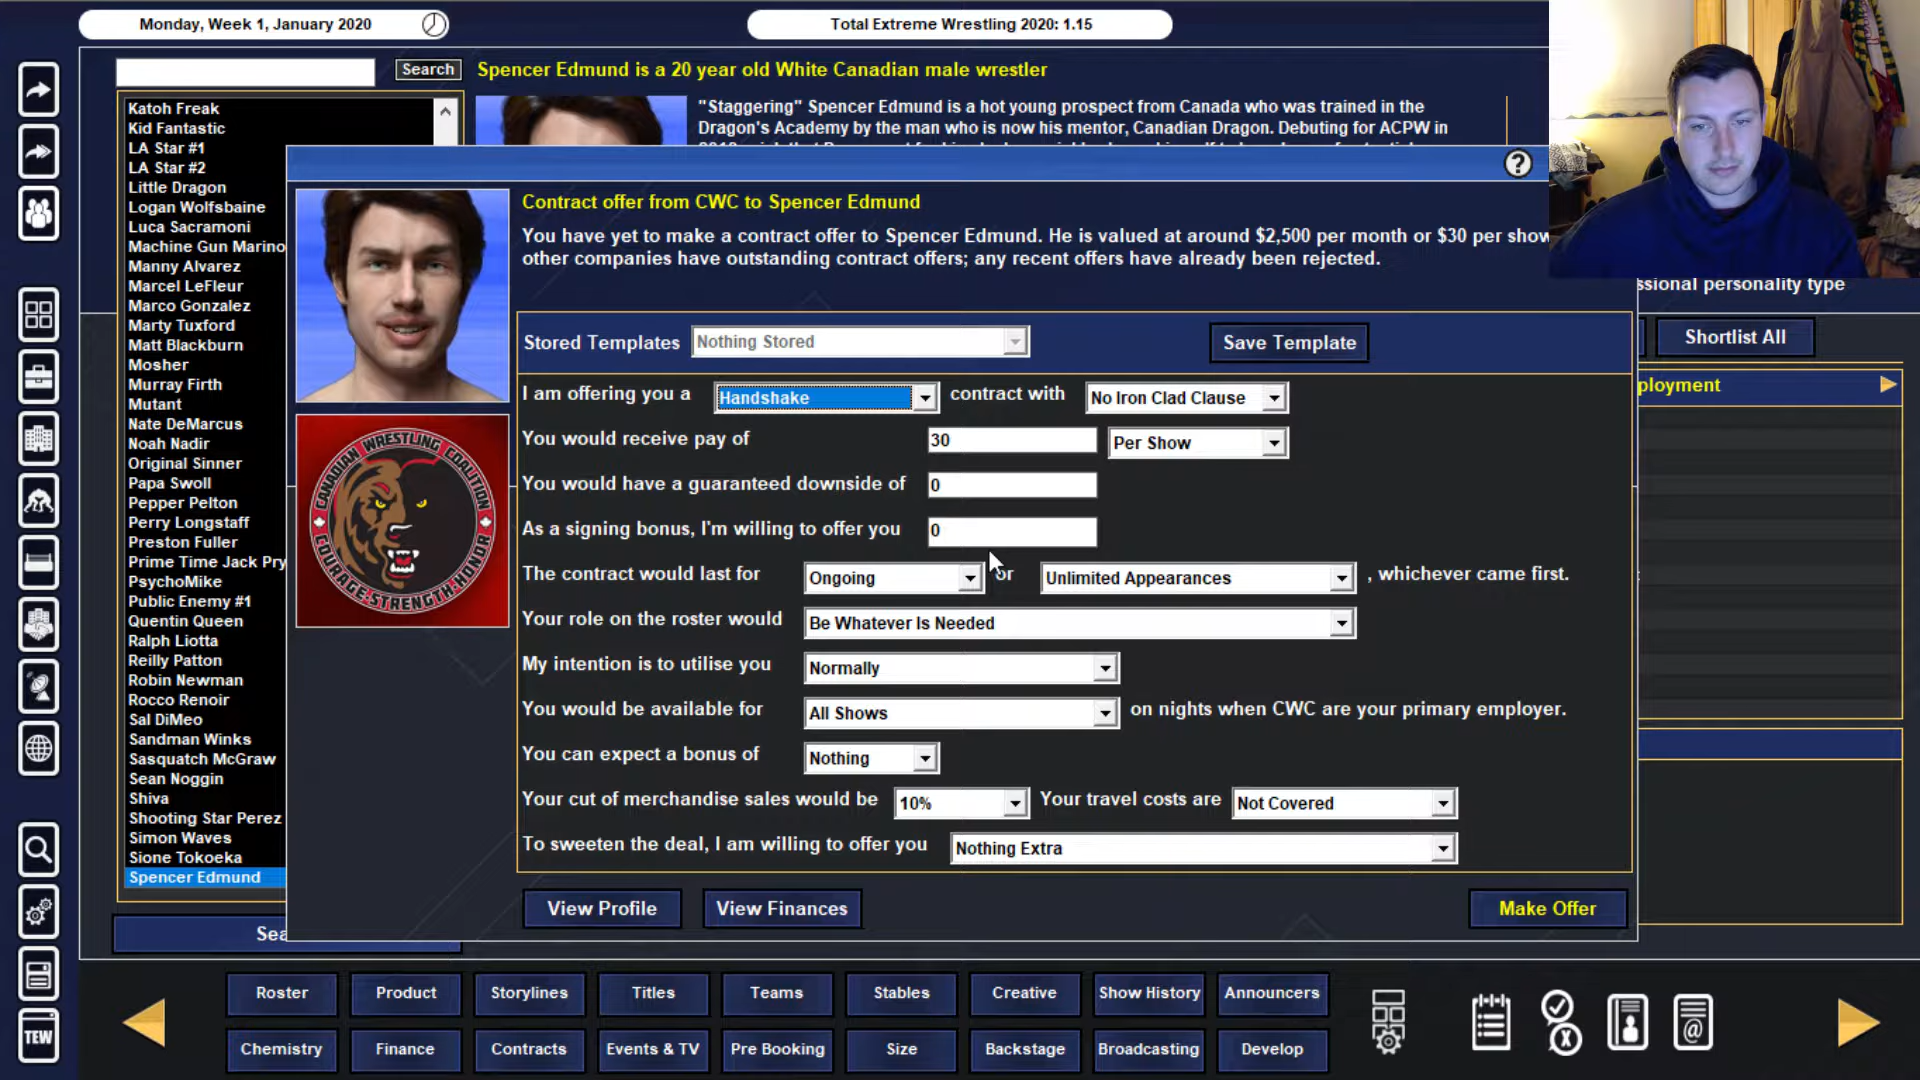 Monday, Week 1, January 2020
Total Extreme Wrestling 2020: 1.15
Search
Spencer Edmund is a 20 year old White Canadian male wrestler
"Staggering" Spencer Edmund is a hot young prospect from Canada who was trained in the
Dragon's Academy by the man who is now his mentor, Canadian Dragon. Debuting for ACPW in
Katoh Freak
Kid Fantastic
LA Star #1
LA Star #2
Little Dragon
Logan Wolfsbaine
Luca Sacramoni
Machine Gun Marino
Manny Alvarez
Marcel LeFleur
Marco Gonzalez
Marty Tuxford
Matt Blackburn
Mosher
Murray Firth
Mutant
Nate DeMarcus
Noah Nadir
Original Sinner
Papa Swoll
Pepper Pelton
Perry Longstaff
Preston Fuller
Prime Time Jack Pry
PsychoMike
Public Enemy #1
Quentin Queen
Ralph Liotta
Reilly Patton
Robin Newman
Rocco Renoir
Sal DiMeo
Sandman Winks
Sasquatch McGraw
Sean Noggin
Shiva
Shooting Star Perez
Simon Waves
Sione Tokoeka
Spencer Edmund
Sea
?
Contract offer from CWC to Spencer Edmund
You have yet to make a contract offer to Spencer Edmund. He is valued at around $2,500 per month or $30 per show
other companies have outstanding contract offers; any recent offers have already been rejected.
CANADIAN WRESTLING COALITION
COURAGE·STRENGTH·HONOR
Stored Templates Nothing Stored Save Template
I am offering you a Handshake contract with No Iron Clad Clause
You would receive pay of 30 Per Show
You would have a guaranteed downside of 0
As a signing bonus, I'm willing to offer you 0
The contract would last for Ongoing or Unlimited Appearances , whichever came first.
Your role on the roster would Be Whatever Is Needed
My intention is to utilise you Normally
You would be available for All Shows on nights when CWC are your primary employer.
You can expect a bonus of Nothing
Your cut of merchandise sales would be 10% Your travel costs are Not Covered
To sweeten the deal, I am willing to offer you Nothing Extra
View Profile View Finances Make Offer
ssional personality type
Shortlist All
ployment
Roster Product Storylines Titles Teams Stables Creative Show History Announcers
Chemistry Finance Contracts Events & TV Pre Booking Size Backstage Broadcasting Develop
TEW